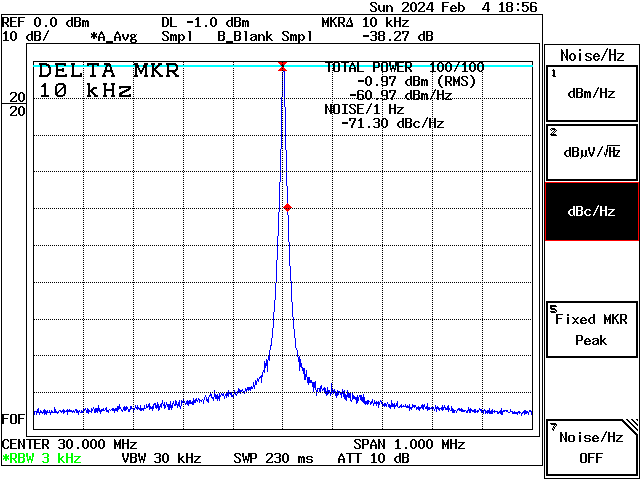 Sun 2024 Feb  4 18:56
REF 0.0 dBm DL -1.0 dBm MKRΔ 10 kHz
10 dB/ *A_Avg Smpl B_Blank Smpl -38.27 dB
DELTA MKR
10 kHz
TOTAL POWER 100/100
-0.97 dBm (RMS)
-60.97 dBm/Hz
NOISE/1 Hz
-71.30 dBc/Hz
20
20
FOF
CENTER 30.000 MHz SPAN 1.000 MHz
*RBW 3 kHz VBW 30 kHz SWP 230 ms ATT 10 dB
Noise/Hz
1
dBm/Hz
2
dBμV/√Hz
dBc/Hz
5
Fixed MKR
Peak
7
Noise/Hz
OFF